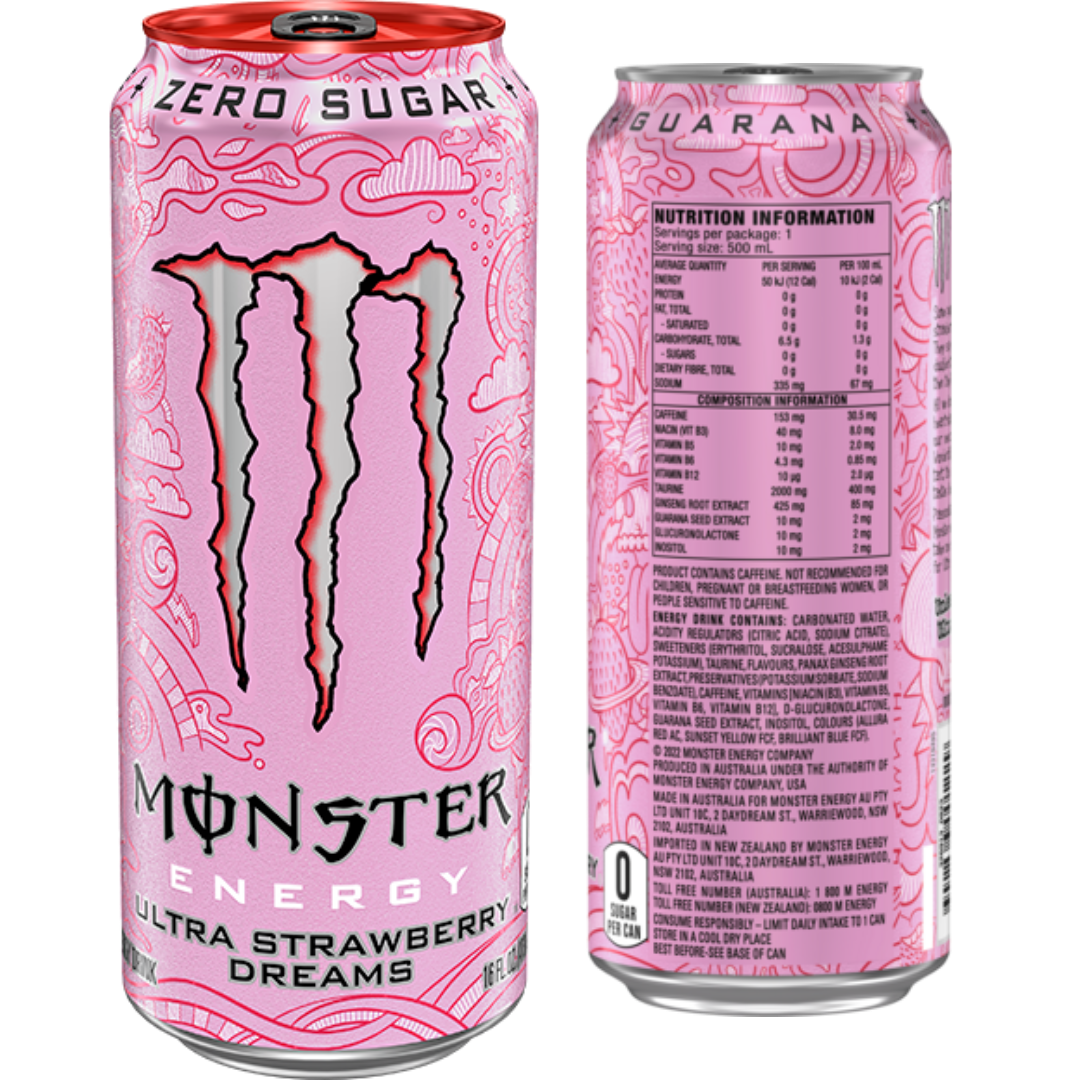 ZERO SUGAR
MONSTER
ENERGY
ULTRA STRAWBERRY
DREAMS
16 FL OZ
GUARANA
NUTRITION INFORMATION
Servings per package: 1
Serving size: 500 mL
AVERAGE QUANTITY PER SERVING PER 100 mL
ENERGY 50 kJ (12 Cal) 10 kJ (2 Cal)
PROTEIN 0 g 0 g
FAT, TOTAL 0 g 0 g
- SATURATED 0 g 0 g
CARBOHYDRATE, TOTAL 6.5 g 1.3 g
- SUGARS 0 g 0 g
DIETARY FIBRE, TOTAL 0 g 0 g
SODIUM 335 mg 67 mg
COMPOSITION INFORMATION
CAFFEINE 153 mg 30.5 mg
NIACIN (VIT B3) 40 mg 8.0 mg
VITAMIN B5 10 mg 2.0 mg
VITAMIN B6 4.3 mg 0.85 mg
VITAMIN B12 10 µg 2.0 µg
TAURINE 2000 mg 400 mg
GINSENG ROOT EXTRACT 425 mg 85 mg
GUARANA SEED EXTRACT 10 mg 2 mg
GLUCURONOLACTONE 10 mg 2 mg
INOSITOL 10 mg 2 mg
PRODUCT CONTAINS CAFFEINE. NOT RECOMMENDED FOR
CHILDREN, PREGNANT OR BREASTFEEDING WOMEN, OR
PEOPLE SENSITIVE TO CAFFEINE.
ENERGY DRINK CONTAINS: CARBONATED WATER,
ACIDITY REGULATORS (CITRIC ACID, SODIUM CITRATE),
SWEETENERS (ERYTHRITOL, SUCRALOSE, ACESULPHAME
POTASSIUM), TAURINE, FLAVOURS, PANAX GINSENG ROOT
EXTRACT, PRESERVATIVES (POTASSIUM SORBATE, SODIUM
BENZOATE), CAFFEINE, VITAMINS [NIACIN (B3), VITAMIN B5,
VITAMIN B6, VITAMIN B12], D-GLUCURONOLACTONE,
GUARANA SEED EXTRACT, INOSITOL, COLOURS (ALLURA
RED AC, SUNSET YELLOW FCF, BRILLIANT BLUE FCF).
© 2022 MONSTER ENERGY COMPANY
PRODUCED IN AUSTRALIA UNDER THE AUTHORITY OF
MONSTER ENERGY COMPANY, USA
MADE IN AUSTRALIA FOR MONSTER ENERGY AU PTY
LTD UNIT 10C, 2 DAYDREAM ST., WARRIEWOOD, NSW
2102, AUSTRALIA
IMPORTED IN NEW ZEALAND BY MONSTER ENERGY
AU PTY LTD UNIT 10C, 2 DAYDREAM ST., WARRIEWOOD,
NSW 2102, AUSTRALIA
TOLL FREE NUMBER (AUSTRALIA): 1 800 M ENERGY
TOLL FREE NUMBER (NEW ZEALAND): 0800 M ENERGY
CONSUME RESPONSIBLY – LIMIT DAILY INTAKE TO 1 CAN
STORE IN A COOL DRY PLACE
BEST BEFORE-SEE BASE OF CAN
0
SUGAR
PER CAN